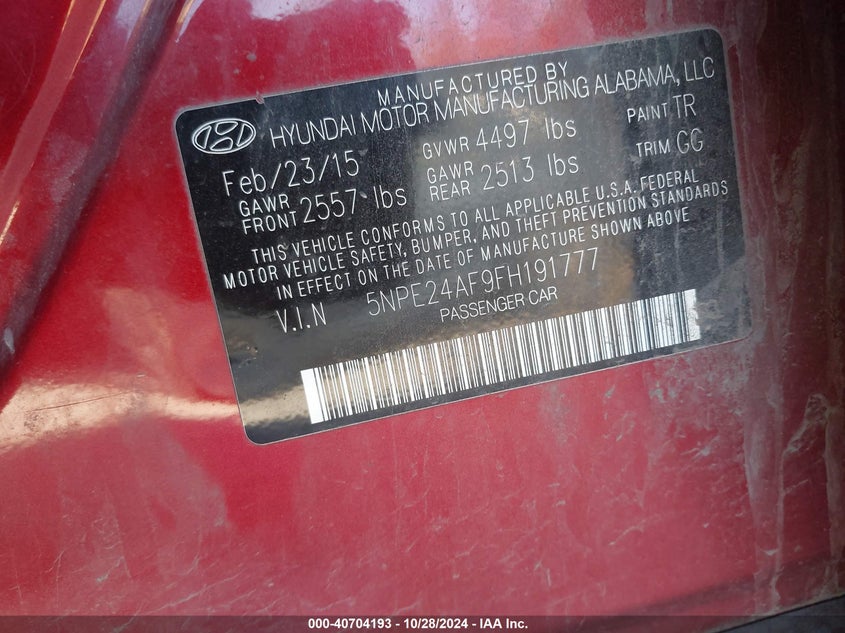 MANUFACTURED BY
HYUNDAI MOTOR MANUFACTURING ALABAMA, LLC
Feb/23/15 GVWR 4497 lbs PAINT TR
GAWR FRONT 2557 lbs GAWR REAR 2513 lbs TRIM GG
THIS VEHICLE CONFORMS TO ALL APPLICABLE U.S.A. FEDERAL
MOTOR VEHICLE SAFETY, BUMPER, AND THEFT PREVENTION STANDARDS
IN EFFECT ON THE DATE OF MANUFACTURE SHOWN ABOVE
V.I.N 5NPE24AF9FH191777
PASSENGER CAR
000-40704193 - 10/28/2024 - IAA Inc.